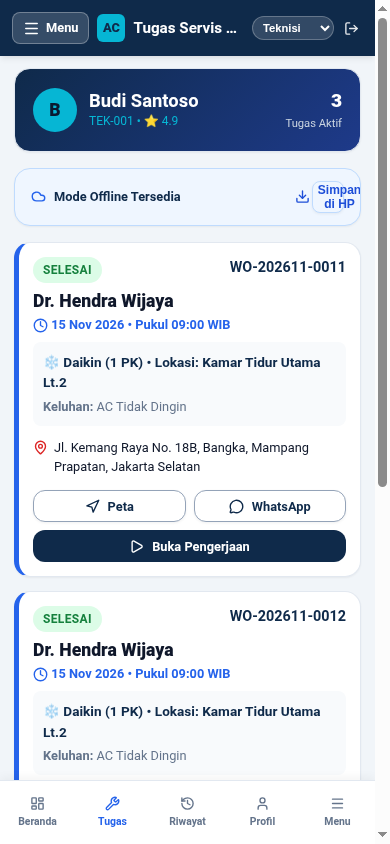 Menu
AC
Tugas Servis ...
Teknisi
B
Budi Santoso
TEK-001 • ⭐ 4.9
3
Tugas Aktif
Mode Offline Tersedia
Simpan
di HP
SELESAI
WO-202611-0011
Dr. Hendra Wijaya
15 Nov 2026 • Pukul 09:00 WIB
❄️ Daikin (1 PK) • Lokasi: Kamar Tidur Utama
Lt.2
Keluhan: AC Tidak Dingin
Jl. Kemang Raya No. 18B, Bangka, Mampang
Prapatan, Jakarta Selatan
Peta
WhatsApp
Buka Pengerjaan
SELESAI
WO-202611-0012
Dr. Hendra Wijaya
15 Nov 2026 • Pukul 09:00 WIB
❄️ Daikin (1 PK) • Lokasi: Kamar Tidur Utama
Lt.2
Keluhan: AC Tidak Dingin
Beranda
Tugas
Riwayat
Profil
Menu